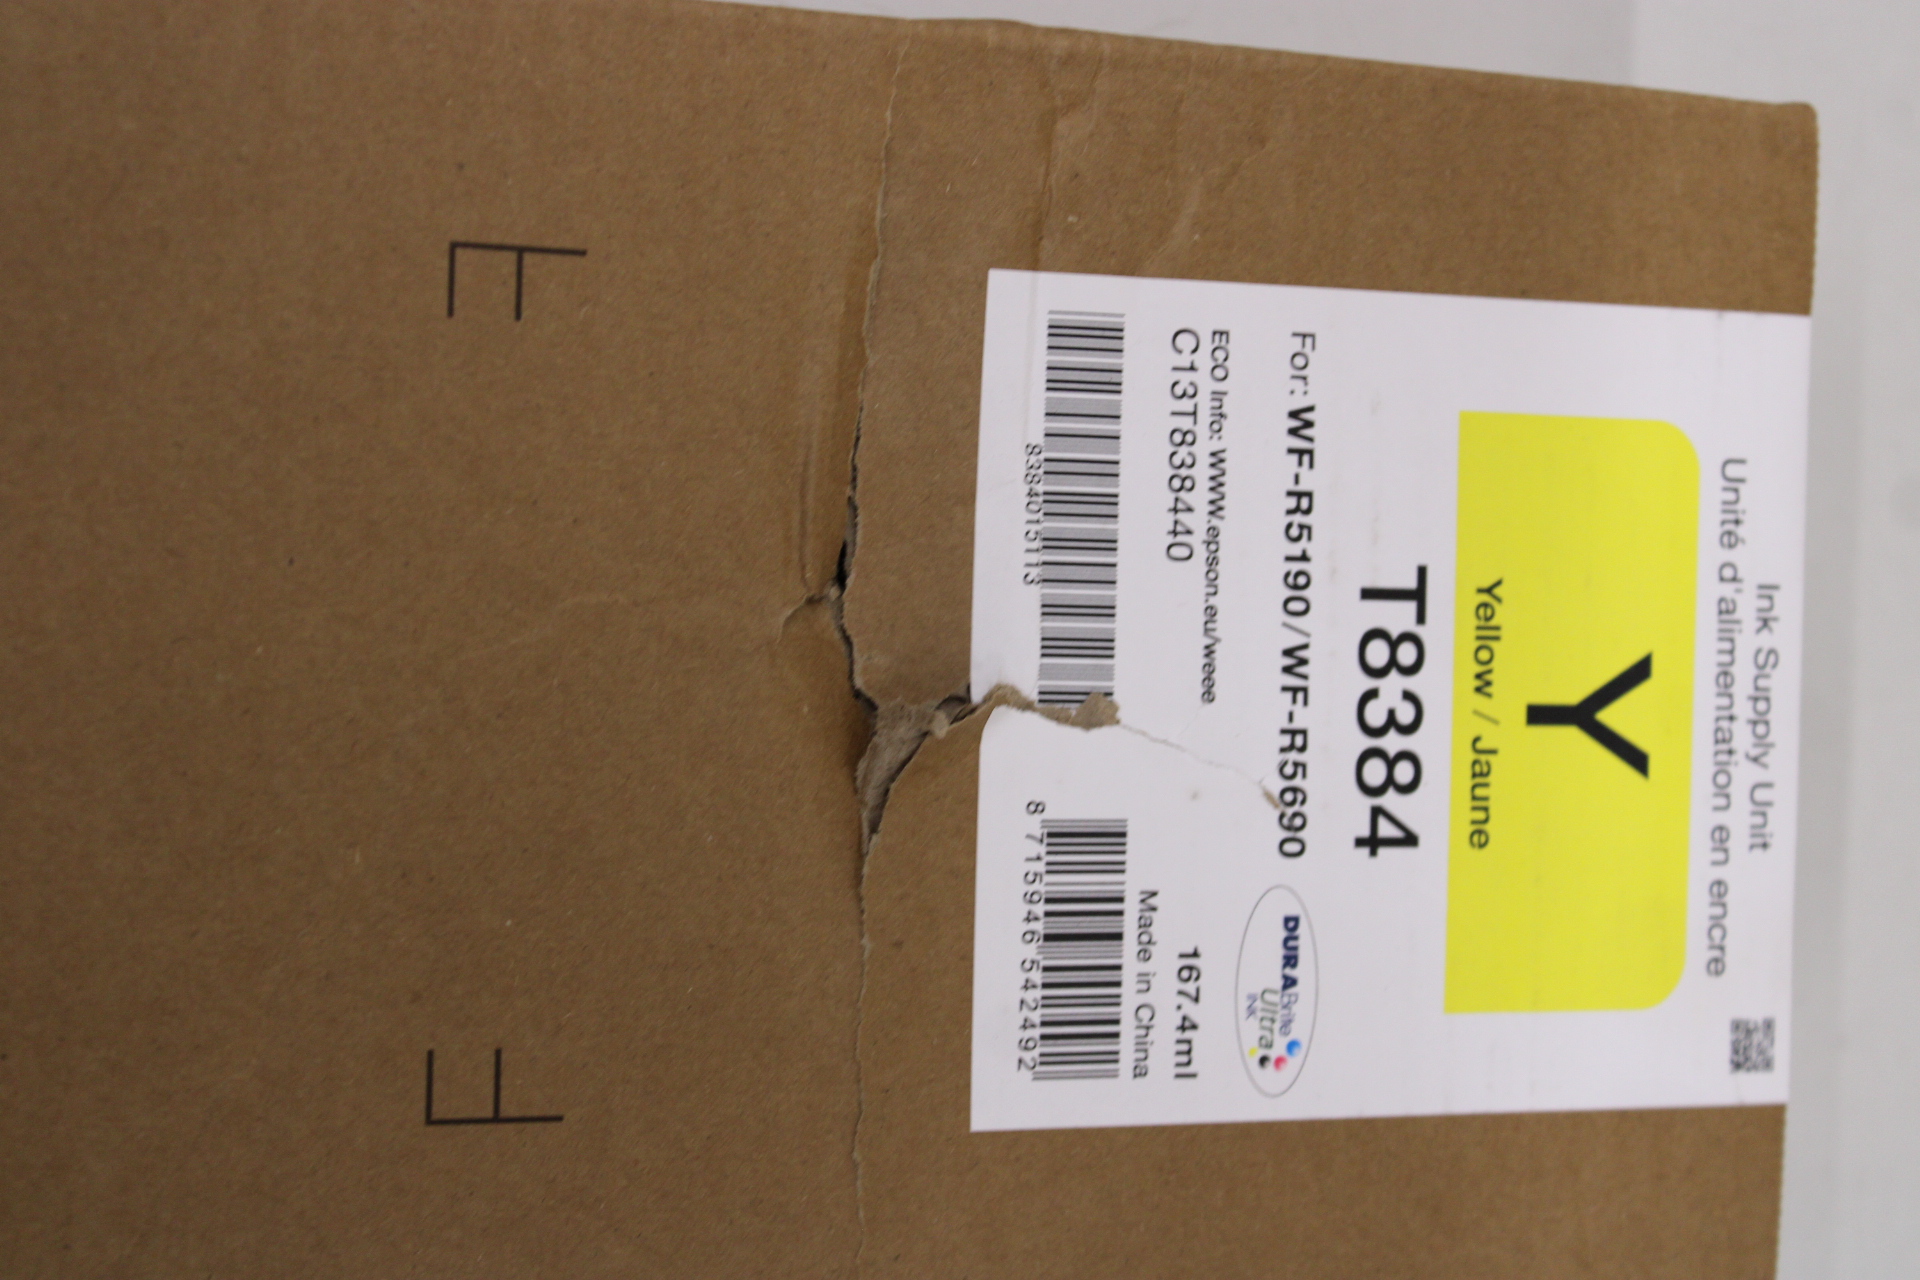 Ink Supply Unit
Unité d'alimentation en encre
Y
Yellow / Jaune
T8384
For: WF-R5190/WF-R5690
DURABrite
Ultra
INK
ECO Info: WWW.epson.eu/weee
C13T838440
167.4ml
Made in China
8384015113
8 715946 542492